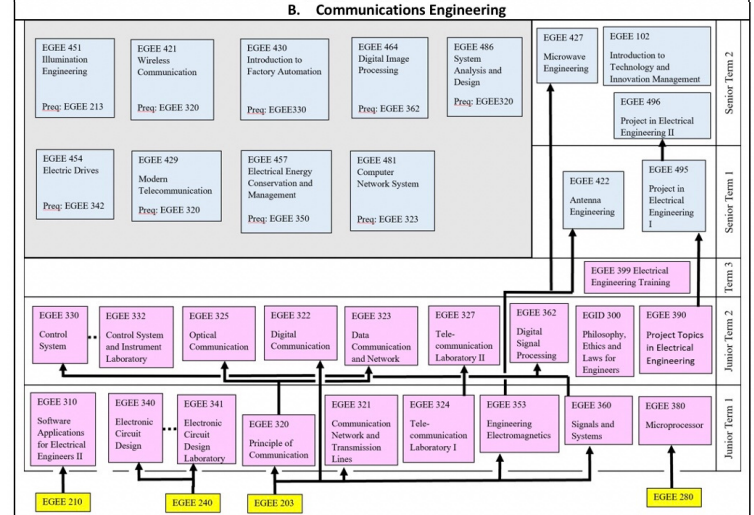 B. Communications Engineering
EGEE 451
Illumination
Engineering
Preq: EGEE 213
EGEE 421
Wireless
Communication
Preq: EGEE 320
EGEE 430
Introduction to
Factory Automation
Preq: EGEE330
EGEE 464
Digital Image
Processing
Preq: EGEE 362
EGEE 486
System
Analysis and
Design
Preq: EGEE320
EGEE 427
Microwave
Engineering
EGEE 102
Introduction to
Technology and
Innovation Management
EGEE 496
Project in Electrical
Engineering II
Senior Term 2
EGEE 454
Electric Drives
Preq: EGEE 342
EGEE 429
Modern
Telecommunication
Preq: EGEE 320
EGEE 457
Electrical Energy
Conservation and
Management
Preq: EGEE 350
EGEE 481
Computer
Network System
Preq: EGEE 323
EGEE 422
Antenna
Engineering
EGEE 495
Project in
Electrical
Engineering
I
Senior Term 1
EGEE 399 Electrical
Engineering Training
Term 3
EGEE 330
Control
System
EGEE 332
Control System
and Instrument
Laboratory
EGEE 325
Optical
Communication
EGEE 322
Digital
Communication
EGEE 323
Data
Communication
and Network
EGEE 327
Tele-
communication
Laboratory II
EGEE 362
Digital
Signal
Processing
EGID 300
Philosophy,
Ethics and
Laws for
Engineers
EGEE 390
Project Topics
in Electrical
Engineering
Junior Term 2
EGEE 310
Software
Applications
for Electrical
Engineers II
EGEE 340
Electronic
Circuit
Design
EGEE 341
Electronic
Circuit
Design
Laboratory
EGEE 320
Principle of
Communication
EGEE 321
Communication
Network and
Transmission
Lines
EGEE 324
Tele-
communication
Laboratory I
EGEE 353
Engineering
Electromagnetics
EGEE 360
Signals and
Systems
EGEE 380
Microprocessor
Junior Term 1
EGEE 210
EGEE 240
EGEE 203
EGEE 280